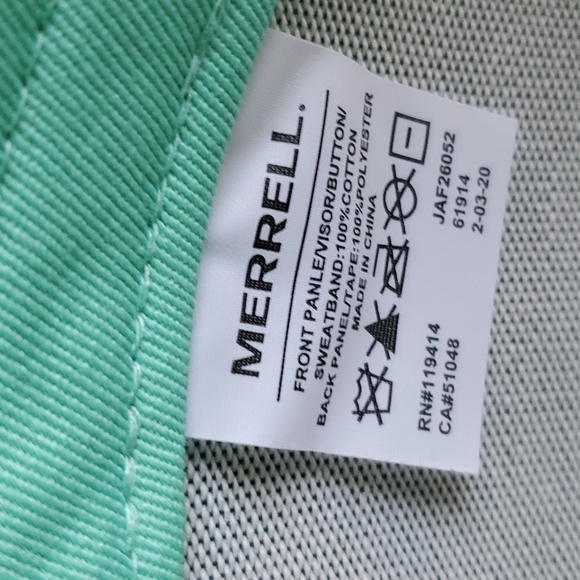 MERRELL.
FRONT PANLE/VISOR/BUTTON/
SWEATBAND:100%COTTON
BACK PANEL/TAPE:100%POLYESTER
MADE IN CHINA
RN#119414
CA#51048
JAF26052
61914
2-03-20